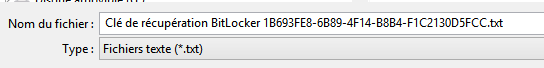 Nom du fichier : Clé de récupération BitLocker 1B693FE8-6B89-4F14-B8B4-F1C2130D5FCC.txt
Type : Fichiers texte (*.txt)